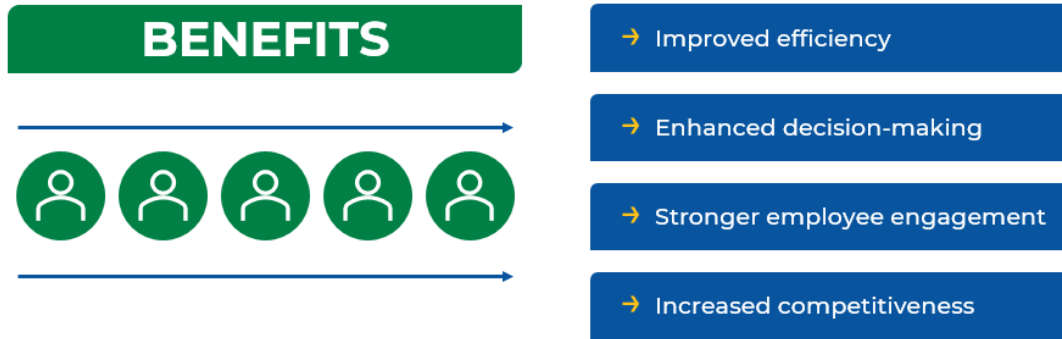 BENEFITS
→ Improved efficiency
→ Enhanced decision-making
→ Stronger employee engagement
→ Increased competitiveness